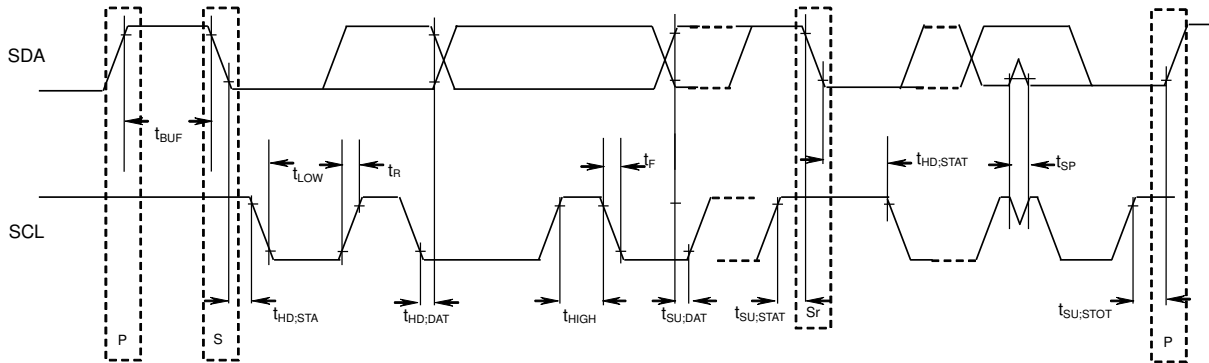 SDA
tBUF
tLOW
tR
tF
tHD;STAT
tSP
SCL
tHD;STA
tHD;DAT
tHIGH
tSU;DAT
tSU;STAT
Sr
tSU;STOT
P
S
P